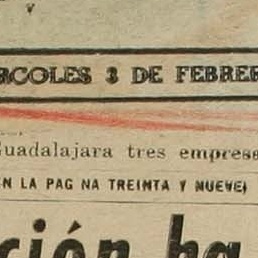 RCOLES 3 DE FEBRER
Guadalajara tres empres
N LA PAG NA TREINTA Y NUEVE)
ción ha